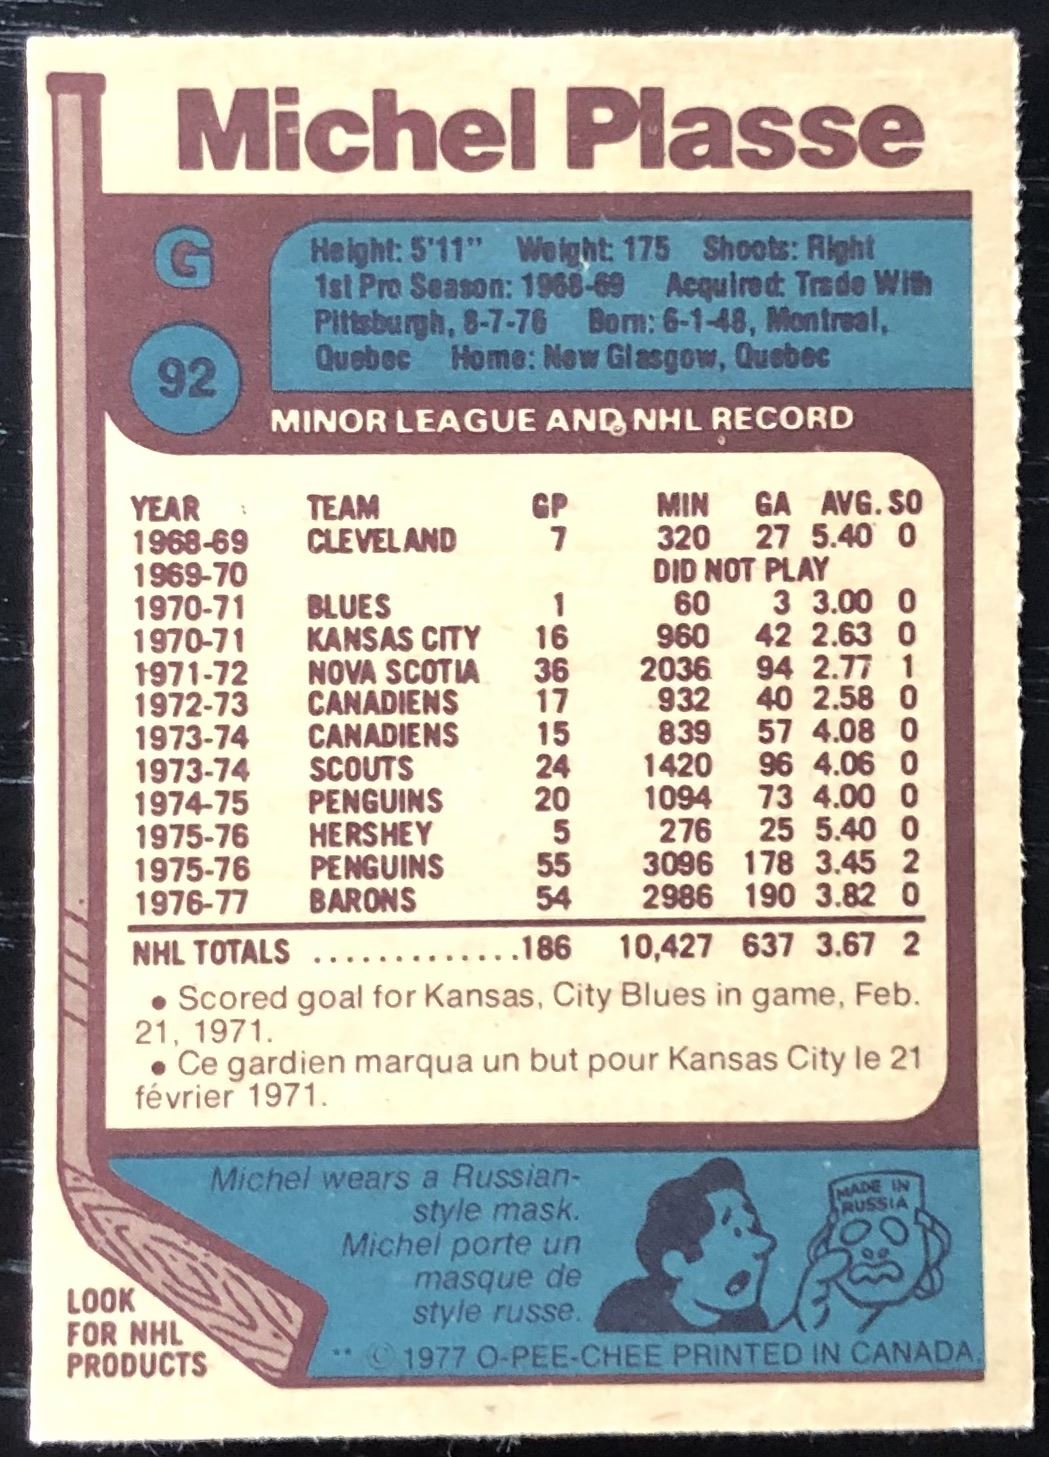 Michel Plasse
G
92
Height: 5'11" Weight: 175 Shoots: Right
1st Pro Season: 1968-69 Acquired: Trade With
Pittsburgh, 8-7-76 Born: 6-1-48, Montreal,
Quebec Home: New Glasgow, Quebec
MINOR LEAGUE AND NHL RECORD
YEAR TEAM GP MIN GA AVG. SO
1968-69 CLEVELAND 7 320 27 5.40 0
1969-70 DID NOT PLAY
1970-71 BLUES 1 60 3 3.00 0
1970-71 KANSAS CITY 16 960 42 2.63 0
1971-72 NOVA SCOTIA 36 2036 94 2.77 1
1972-73 CANADIENS 17 932 40 2.58 0
1973-74 CANADIENS 15 839 57 4.08 0
1973-74 SCOUTS 24 1420 96 4.06 0
1974-75 PENGUINS 20 1094 73 4.00 0
1975-76 HERSHEY 5 276 25 5.40 0
1975-76 PENGUINS 55 3096 178 3.45 2
1976-77 BARONS 54 2986 190 3.82 0
NHL TOTALS ..............186 10,427 637 3.67 2
• Scored goal for Kansas, City Blues in game, Feb.
21, 1971.
• Ce gardien marqua un but pour Kansas City le 21
février 1971.
Michel wears a Russian-
style mask.
Michel porte un
masque de
style russe.
MADE IN
RUSSIA
LOOK
FOR NHL
PRODUCTS
** © 1977 O-PEE-CHEE PRINTED IN CANADA